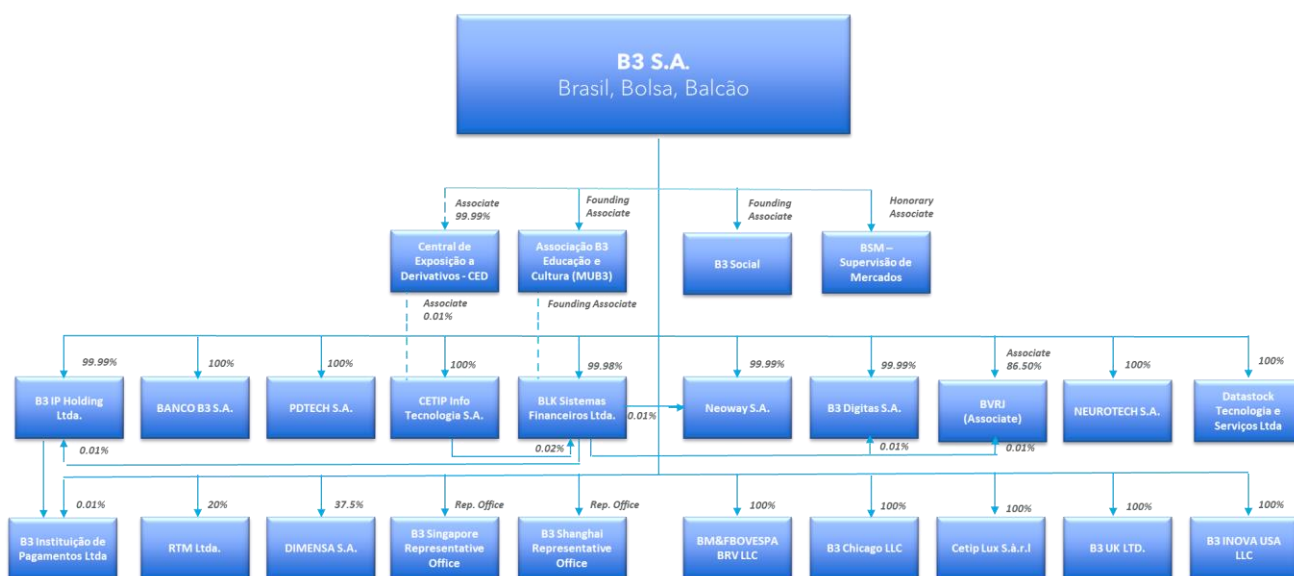 B3 S.A.
Brasil, Bolsa, Balcão
Associate
99.99%
Founding
Associate
Founding
Associate
Honorary
Associate
Central de
Exposição a
Derivativos - CED
Associação B3
Educação e
Cultura (MUB3)
B3 Social
BSM –
Supervisão de
Mercados
Associate
0.01%
Founding Associate
99.99%
100%
100%
100%
99.98%
99.99%
99.99%
Associate
86.50%
100%
100%
B3 IP Holding
Ltda.
BANCO B3 S.A.
PDTECH S.A.
CETIP Info
Tecnologia S.A.
BLK Sistemas
Financeiros Ltda.
0.01%
Neoway S.A.
B3 Digitas S.A.
BVRJ
(Associate)
NEUROTECH S.A.
Datastock
Tecnologia e
Serviços Ltda
0.01%
0.02%
0.01%
0.01%
0.01%
20%
37.5%
Rep. Office
Rep. Office
100%
100%
100%
100%
100%
B3 Instituição de
Pagamentos Ltda
RTM Ltda.
DIMENSA S.A.
B3 Singapore
Representative
Office
B3 Shanghai
Representative
Office
BM&FBOVESPA
BRV LLC
B3 Chicago LLC
Cetip Lux S.à.r.l
B3 UK LTD.
B3 INOVA USA
LLC